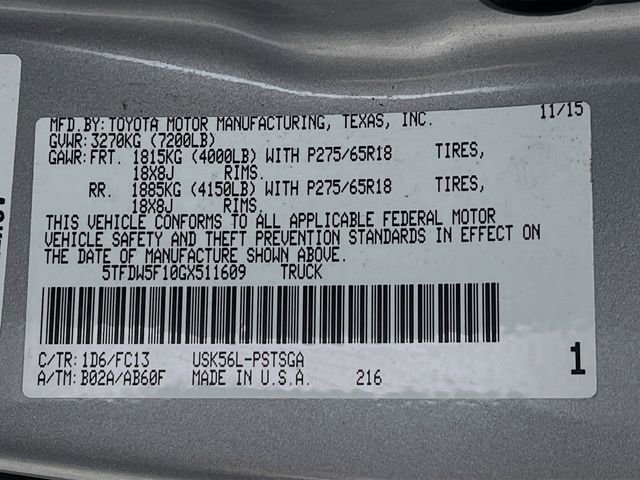 11/15
MFD.BY:TOYOTA MOTOR MANUFACTURING, TEXAS, INC.
GVWR:3270KG (7200LB)
GAWR:FRT. 1815KG (4000LB) WITH P275/65R18 TIRES,
18X8J RIMS.
RR. 1885KG (4150LB) WITH P275/65R18 TIRES,
18X8J RIMS.
THIS VEHICLE CONFORMS TO ALL APPLICABLE FEDERAL MOTOR
VEHICLE SAFETY AND THEFT PREVENTION STANDARDS IN EFFECT ON
THE DATE OF MANUFACTURE SHOWN ABOVE.
5TFDW5F10GX511609 TRUCK
C/TR:1D6/FC13 USK56L-PSTSGA
A/TM:B02A/AB60F MADE IN U.S.A. 216
1